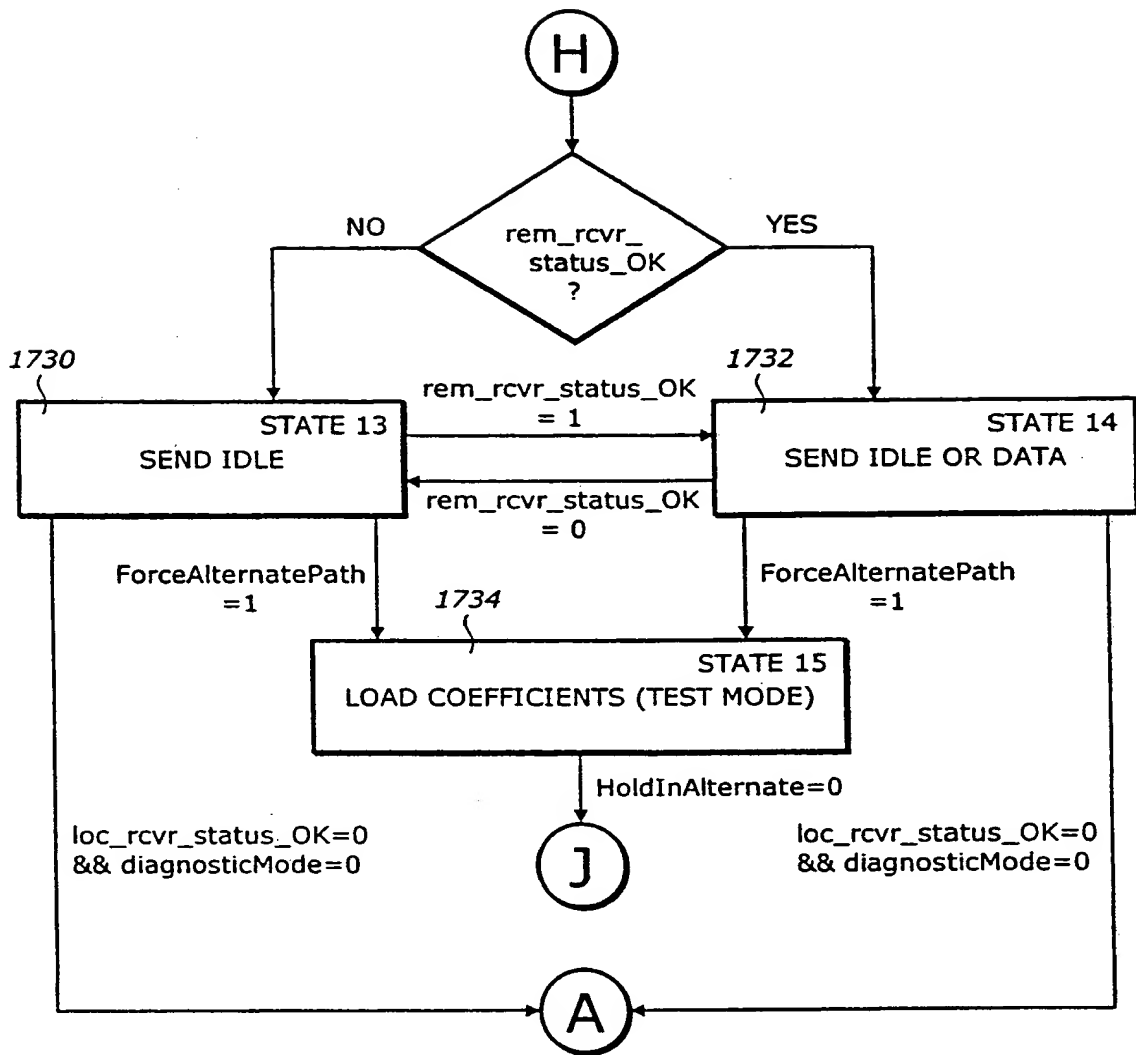 H
NO
YES
rem_rcvr_
status_OK
?
1730
1732
rem_rcvr_status_OK
= 1
STATE 13
SEND IDLE
STATE 14
SEND IDLE OR DATA
rem_rcvr_status_OK
= 0
ForceAlternatePath
=1
ForceAlternatePath
=1
1734
STATE 15
LOAD COEFFICIENTS (TEST MODE)
HoldInAlternate=0
loc_rcvr_status_OK=0
&& diagnosticMode=0
loc_rcvr_status_OK=0
&& diagnosticMode=0
J
A